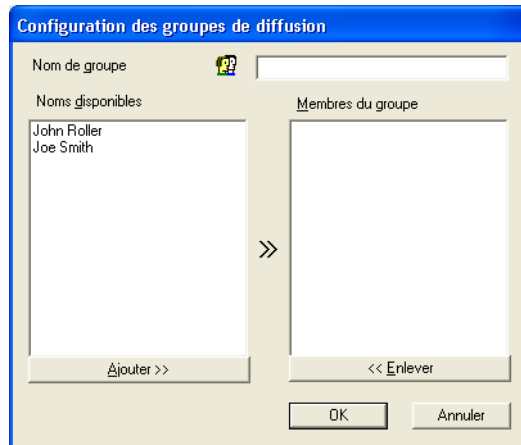 Configuration des groupes de diffusion
Nom de groupe
Noms disponibles
Membres du groupe
John Roller
Joe Smith
Ajouter >>
<< Enlever
OK
Annuler